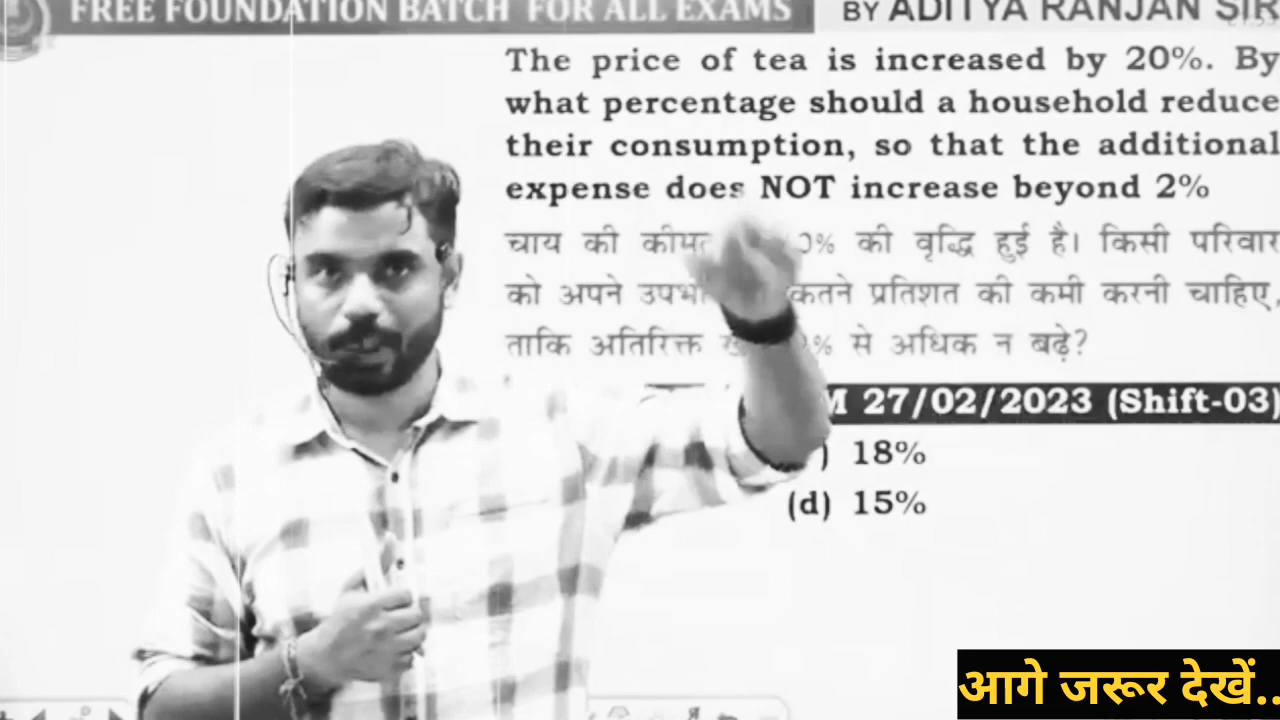 FREE FOUNDATION BATCH FOR ALL EXAMS
BY ADITYA RANJAN SIR
The price of tea is increased by 20%. By
what percentage should a household reduce
their consumption, so that the additional
expense does NOT increase beyond 2%
चाय की कीमत 0% की वृद्धि हुई है। किसी परिवार
को अपने प्रतिशत की कमी करनी चाहिए,
ताकि अतिरिक्त % से अधिक न बढ़े?
27/02/2023 (Shift-03)
18%
(d) 15%
आगे जरूर देखें..